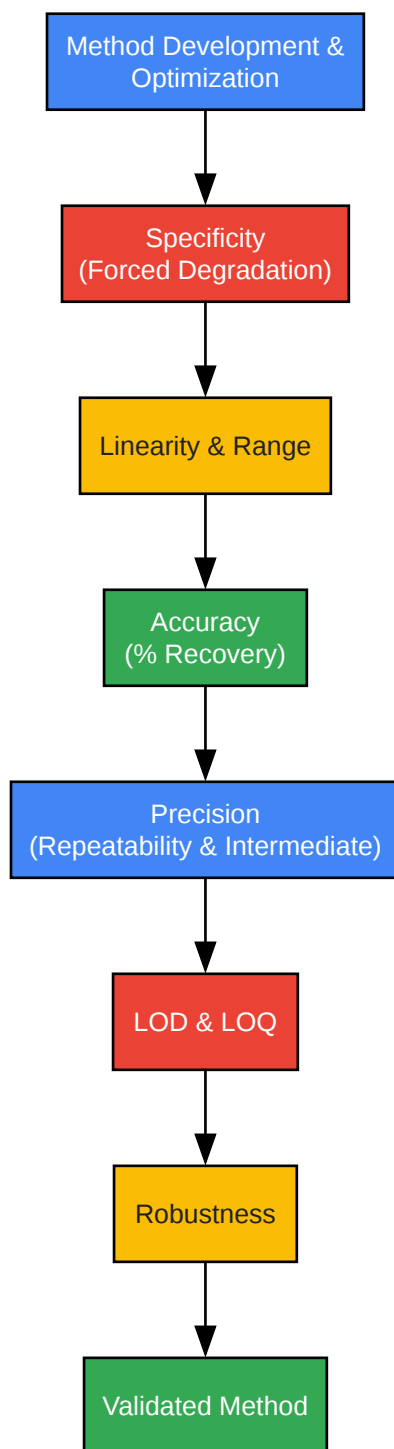 Method Development &
Optimization
Specificity
(Forced Degradation)
Linearity & Range
Accuracy
(% Recovery)
Precision
(Repeatability & Intermediate)
LOD & LOQ
Robustness
Validated Method